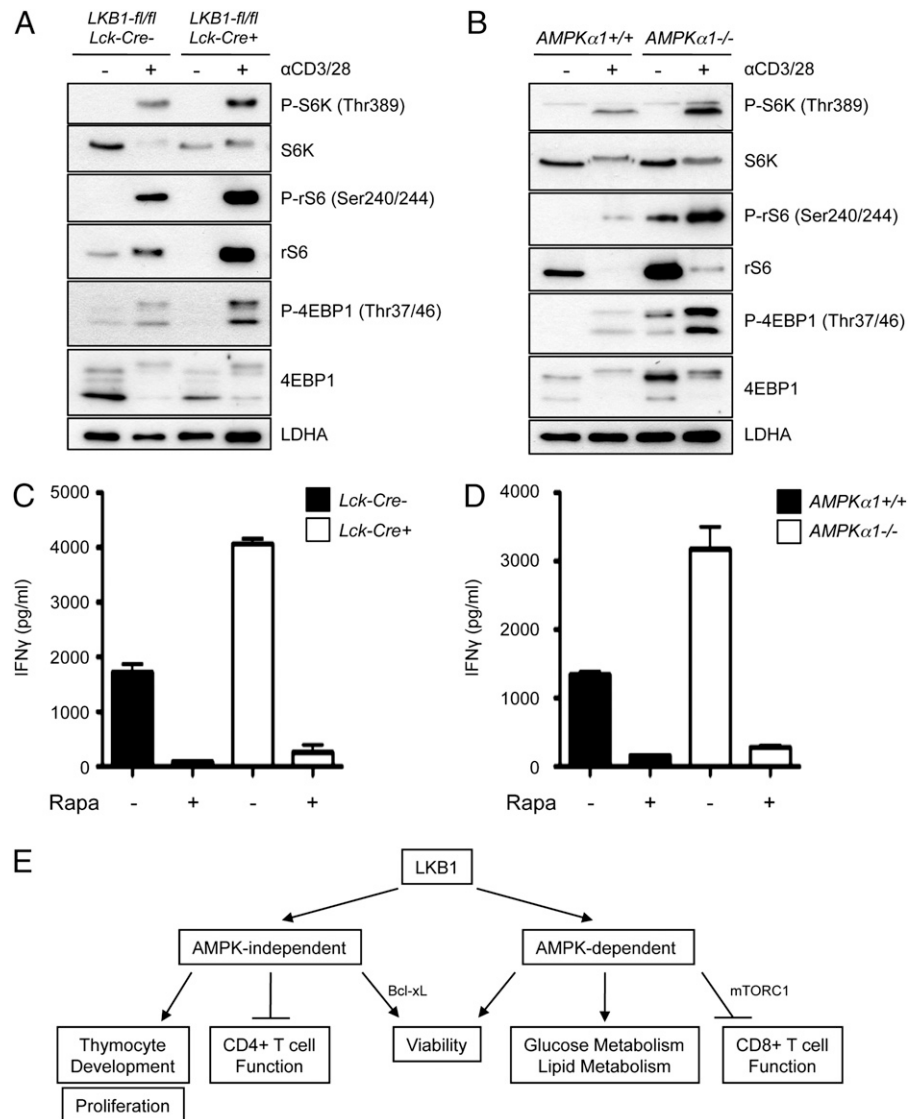 A
LKB1-fl/fl LKB1-fl/fl
Lck-Cre- Lck-Cre+
- + - + αCD3/28
P-S6K (Thr389)
S6K
P-rS6 (Ser240/244)
rS6
P-4EBP1 (Thr37/46)
4EBP1
LDHA
B
AMPKα1+/+ AMPKα1-/-
- + - + αCD3/28
P-S6K (Thr389)
S6K
P-rS6 (Ser240/244)
rS6
P-4EBP1 (Thr37/46)
4EBP1
LDHA
C
IFNγ (pg/ml)
5000
4000
3000
2000
1000
0
Lck-Cre-
Lck-Cre+
Rapa - + - +
D
IFNγ (pg/ml)
4000
3000
2000
1000
0
AMPKα1+/+
AMPKα1-/-
Rapa - + - +
E
LKB1
AMPK-independent AMPK-dependent
Bcl-xL mTORC1
Thymocyte CD4+ T cell Viability Glucose Metabolism CD8+ T cell
Development Function Lipid Metabolism Function
Proliferation